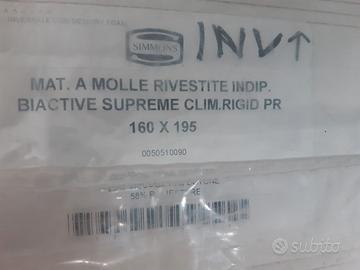 SIMMONS
INV↑
MAT. A MOLLE RIVESTITE INDIP.
BIACTIVE SUPREME CLIM.RIGID PR
160 X 195
0050510090
subito